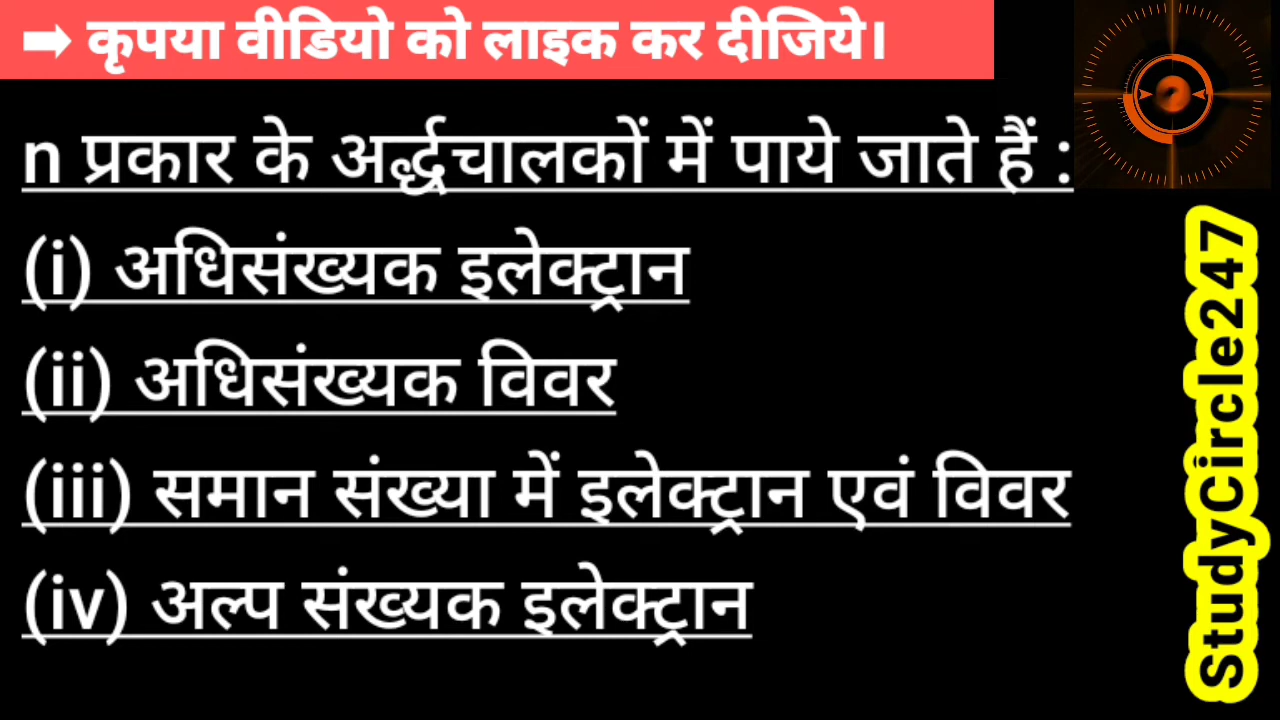 ➡ कृपया वीडियो को लाइक कर दीजिये।
n प्रकार के अर्द्धचालकों में पाये जाते हैं :
(i) अधिसंख्यक इलेक्ट्रान
(ii) अधिसंख्यक विवर
(iii) समान संख्या में इलेक्ट्रान एवं विवर
(iv) अल्प संख्यक इलेक्ट्रान
StudyCircle247